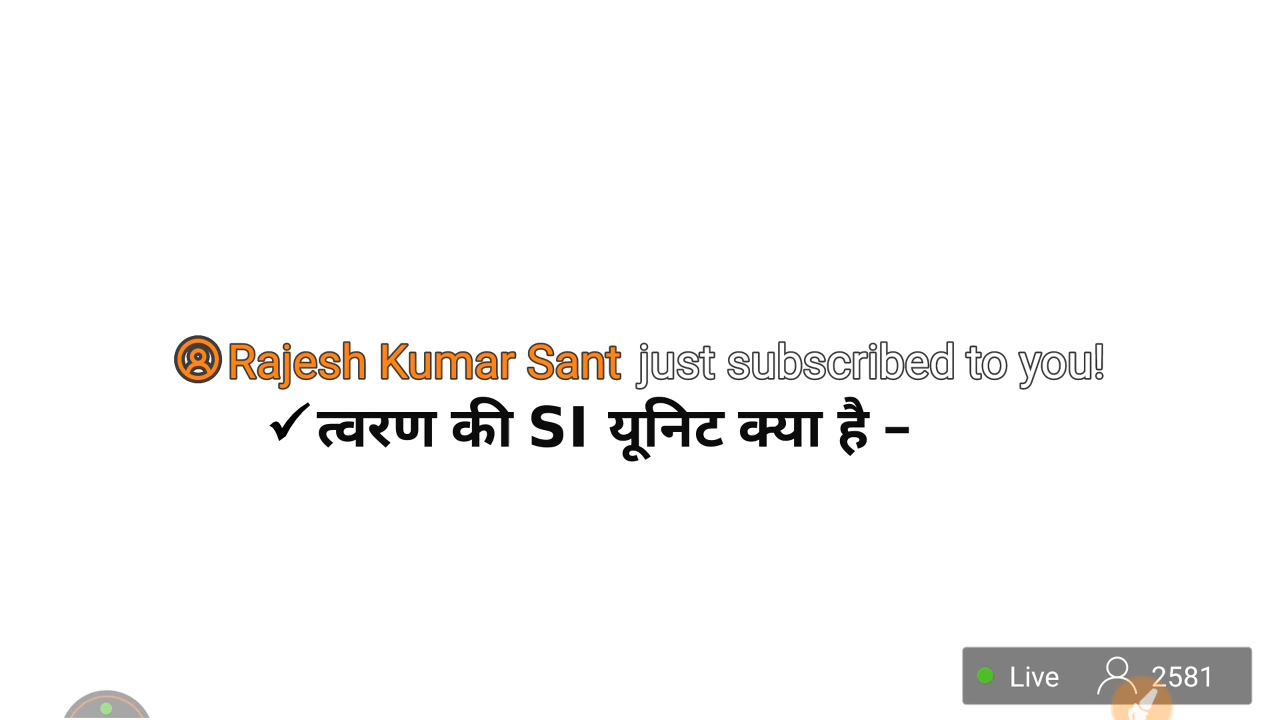 Rajesh Kumar Sant just subscribed to you!
✓त्वरण की SI यूनिट क्या है –
Live 2581